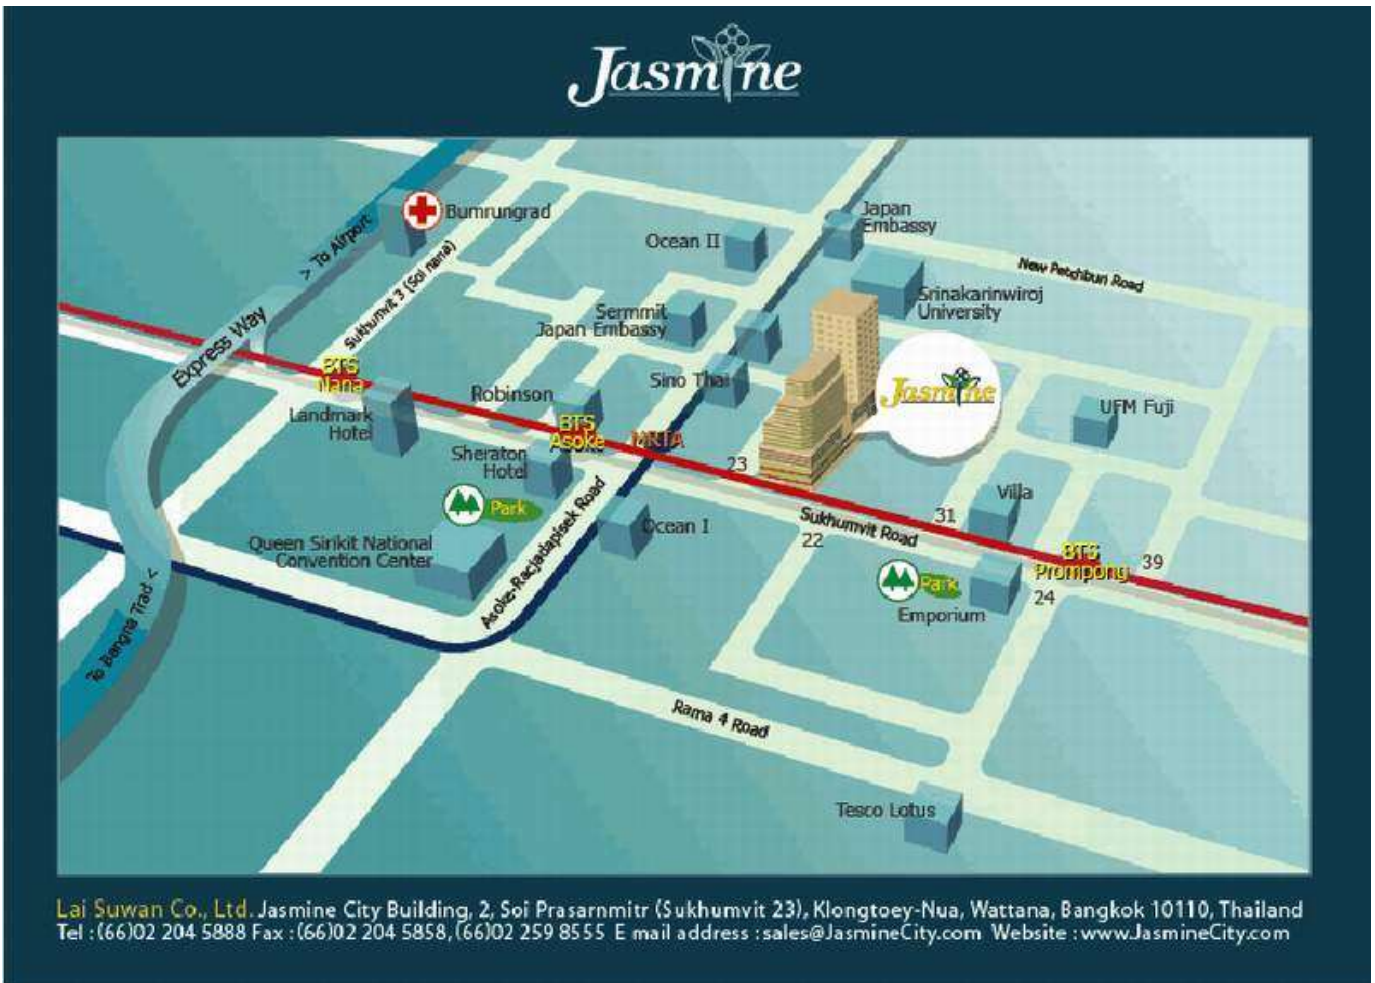 Jasmine
Bumrungrad
> To Airport
Sukhumvit 3 (Soi nana)
Express Way
Japan
Embassy
Ocean II
New Petchburi Road
Srinakarinwiroj
University
Sermmit
Japan Embassy
Sino Thai
Jasmine
BTS
Nana
Robinson
Landmark
Hotel
BTS
Asoke
MRTA
UFM Fuji
Sheraton
Hotel
23
Park
Villa
Sukhumvit Road
31
22
Ocean I
Asoke-Racjadapisek Road
Queen Sirikit National
Convention Center
BTS
Prompong
39
Park
24
Emporium
To Bangna Trad <
Rama 4 Road
Tesco Lotus
Lai Suwan Co., Ltd. Jasmine City Building, 2, Soi Prasarnmitr (Sukhumvit 23), Klongtoey-Nua, Wattana, Bangkok 10110, Thailand
Tel : (66)02 204 5888 Fax : (66)02 204 5858, (66)02 259 8555 E mail address : sales@JasmineCity.com Website : www.JasmineCity.com